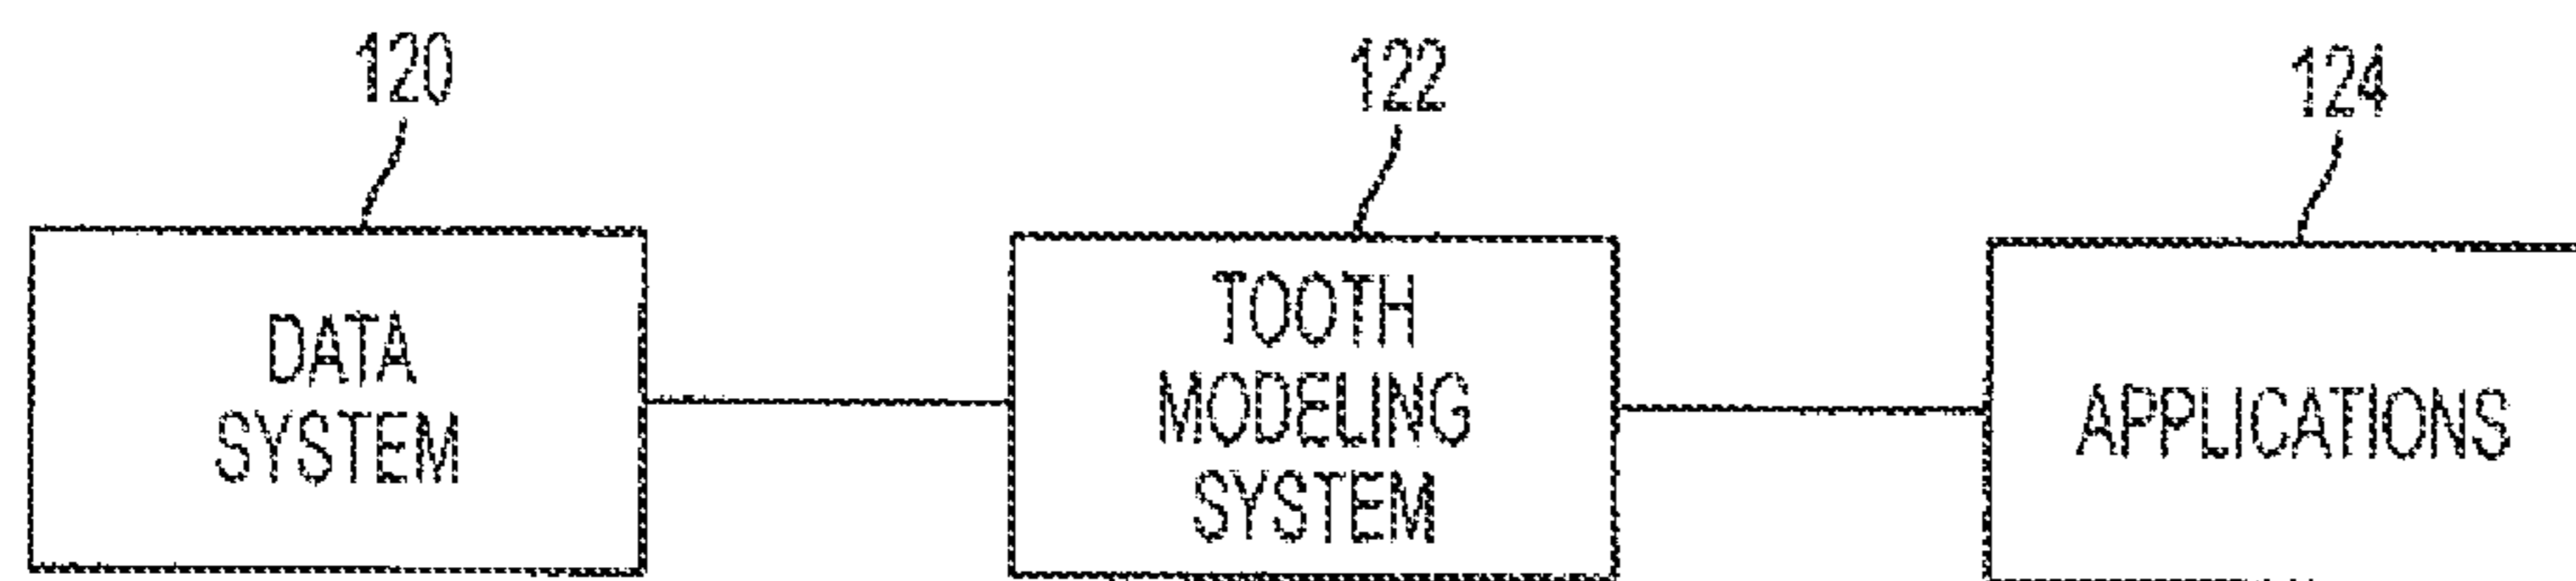 120
122
124
DATA
SYSTEM
TOOTH
MODELING
SYSTEM
APPLICATIONS